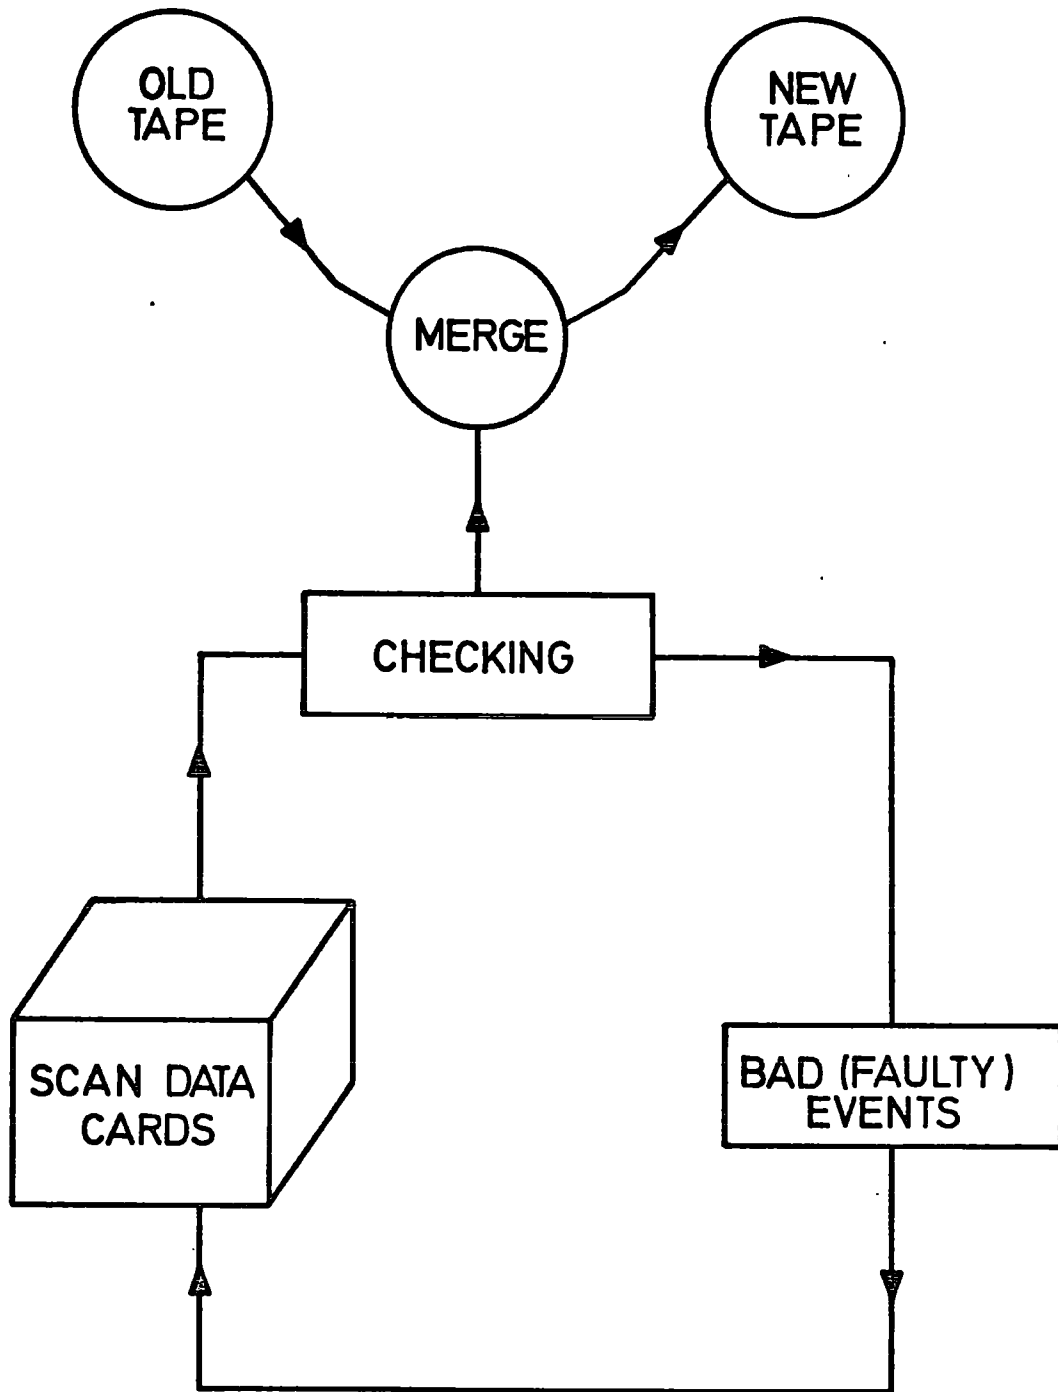 OLD
TAPE
NEW
TAPE
MERGE
CHECKING
SCAN DATA
CARDS
BAD (FAULTY)
EVENTS